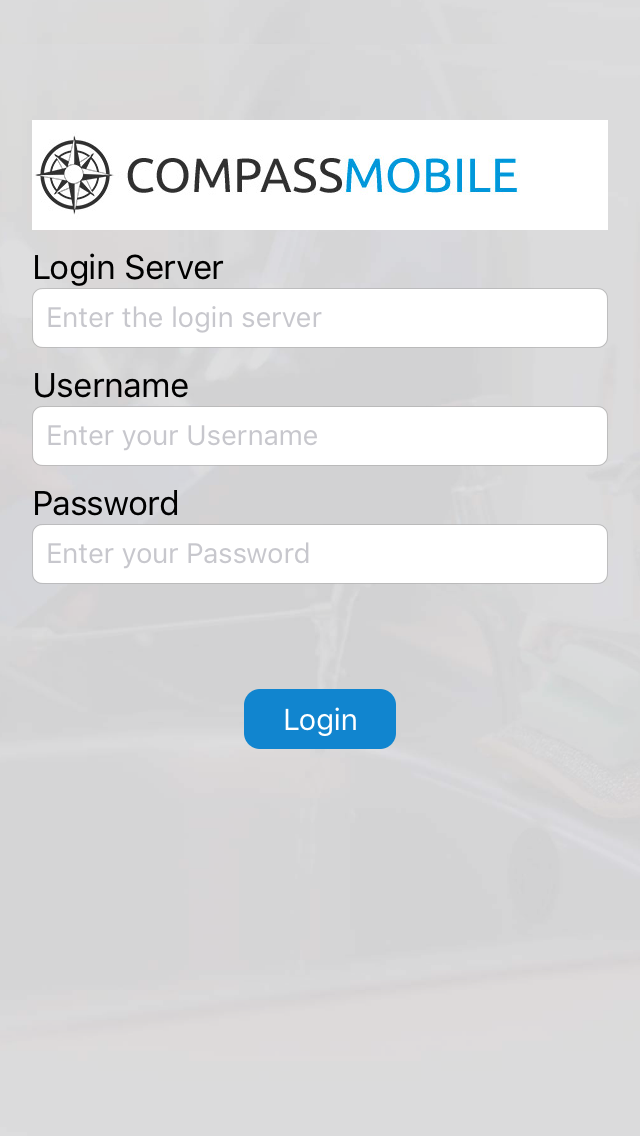 COMPASSMOBILE
Login Server
Enter the login server
Username
Enter your Username
Password
Enter your Password
Login